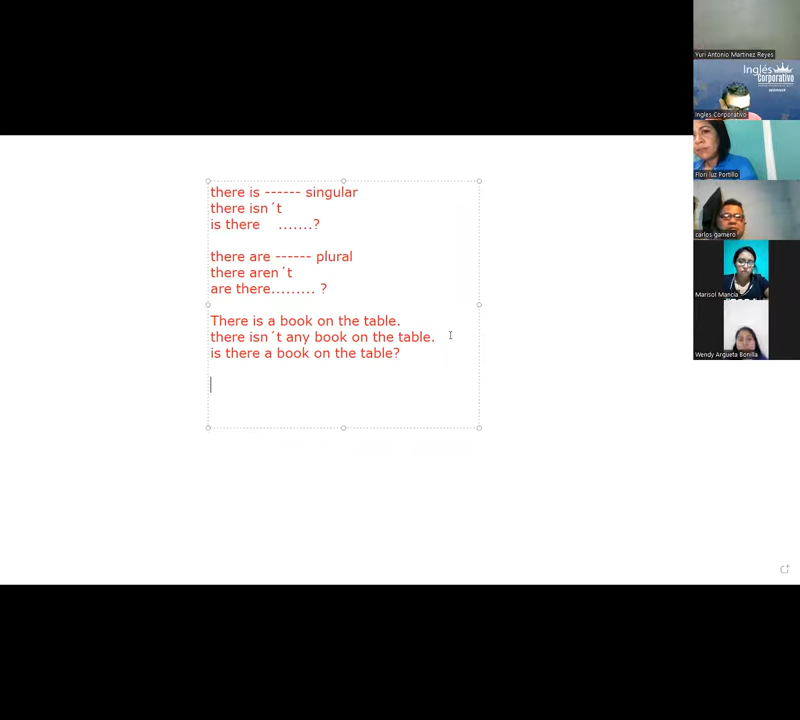 there is ------ singular
there isn´t
is there .......?
there are ------ plural
there aren´t
are there......... ?
There is a book on the table.
there isn´t any book on the table.
is there a book on the table?
Yuri Antonio Martinez Reyes
Inglés
Corporativo
Ingles Corporativo
Flori luz Portillo
carlos gamero
Marisol Mancia
Wendy Argueta Bonilla